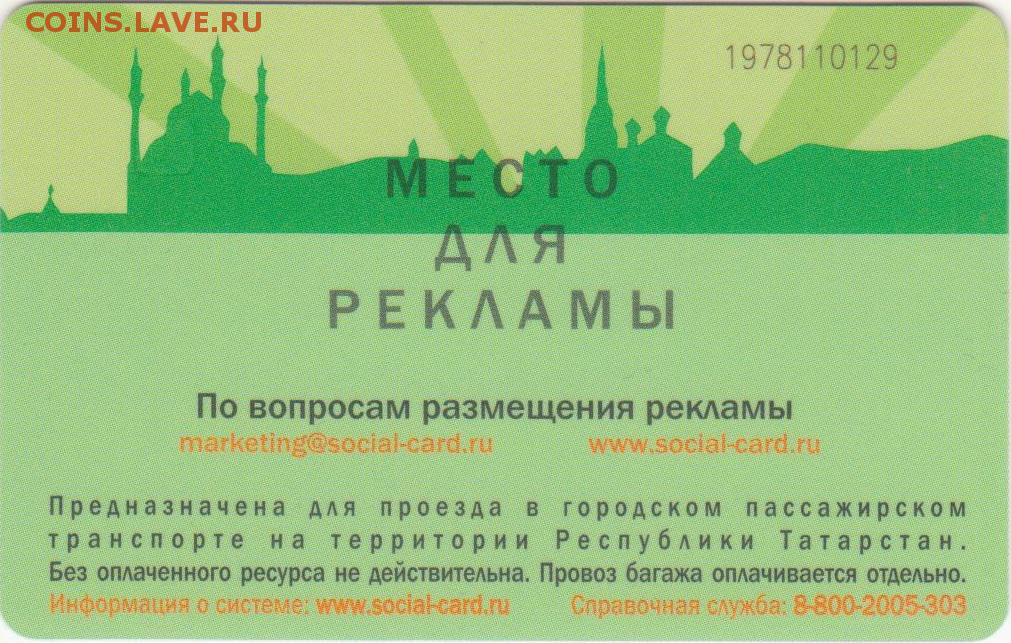 COINS.LAVE.RU
1978110129
МЕСТО
ДЛЯ
РЕКЛАМЫ
По вопросам размещения рекламы
marketing@social-card.ru www.social-card.ru
Предназначена для проезда в городском пассажирском
транспорте на территории Республики Татарстан.
Без оплаченного ресурса не действительна. Провоз багажа оплачивается отдельно.
Информация о системе: www.social-card.ru Справочная служба: 8-800-2005-303